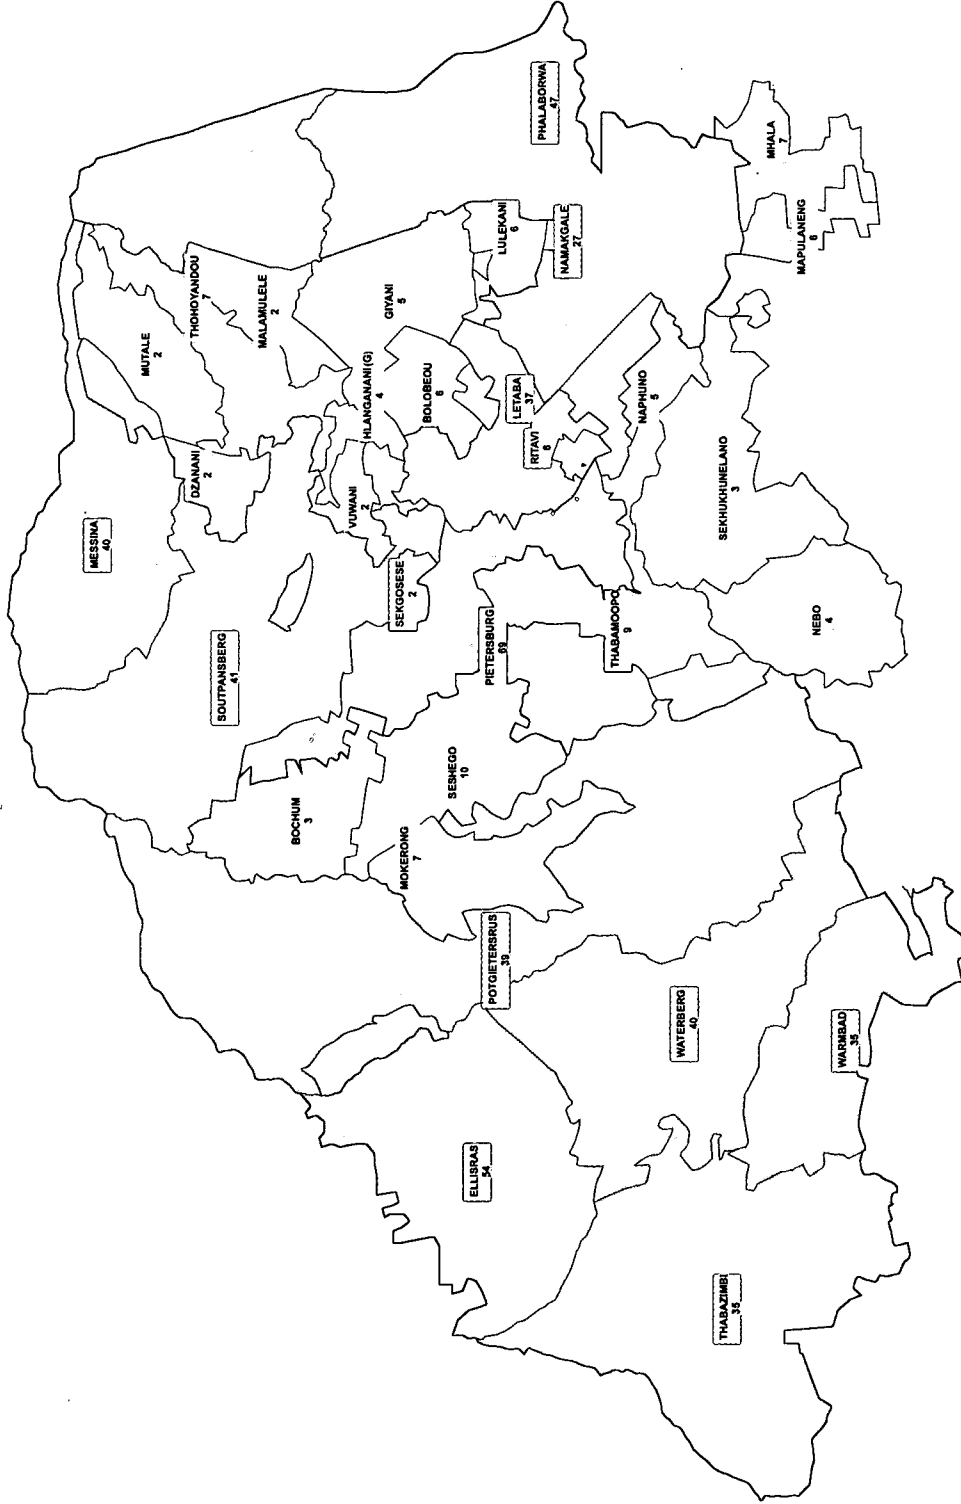 MESSINA
40
MUTALE
2
DZANANI
2
THOHOYANDOU
7
SOUTPANSBERG
41
MALAMULELE
2
BOCHUM
3
VUWANI
2
HLANGANANI (G)
4
GIYANI
5
SEKGOSESE
2
MOKERONG
7
BOLOBEOU
6
SESHEGO
10
ELLISRAS
54
POTGIETERSRUS
39
PIETERSBURG
69
LULEKANI
6
LETABA
37
RITAVI
6
PHALABORWA
47
NAMAKGALE
27
THABAMOOPO
9
NAPHUNO
5
WATERBERG
40
THABAZIMBI
35
SEKHUKHUNELANO
3
MHALA
7
MAPULANENG
6
NEBO
4
WARMBAD
35